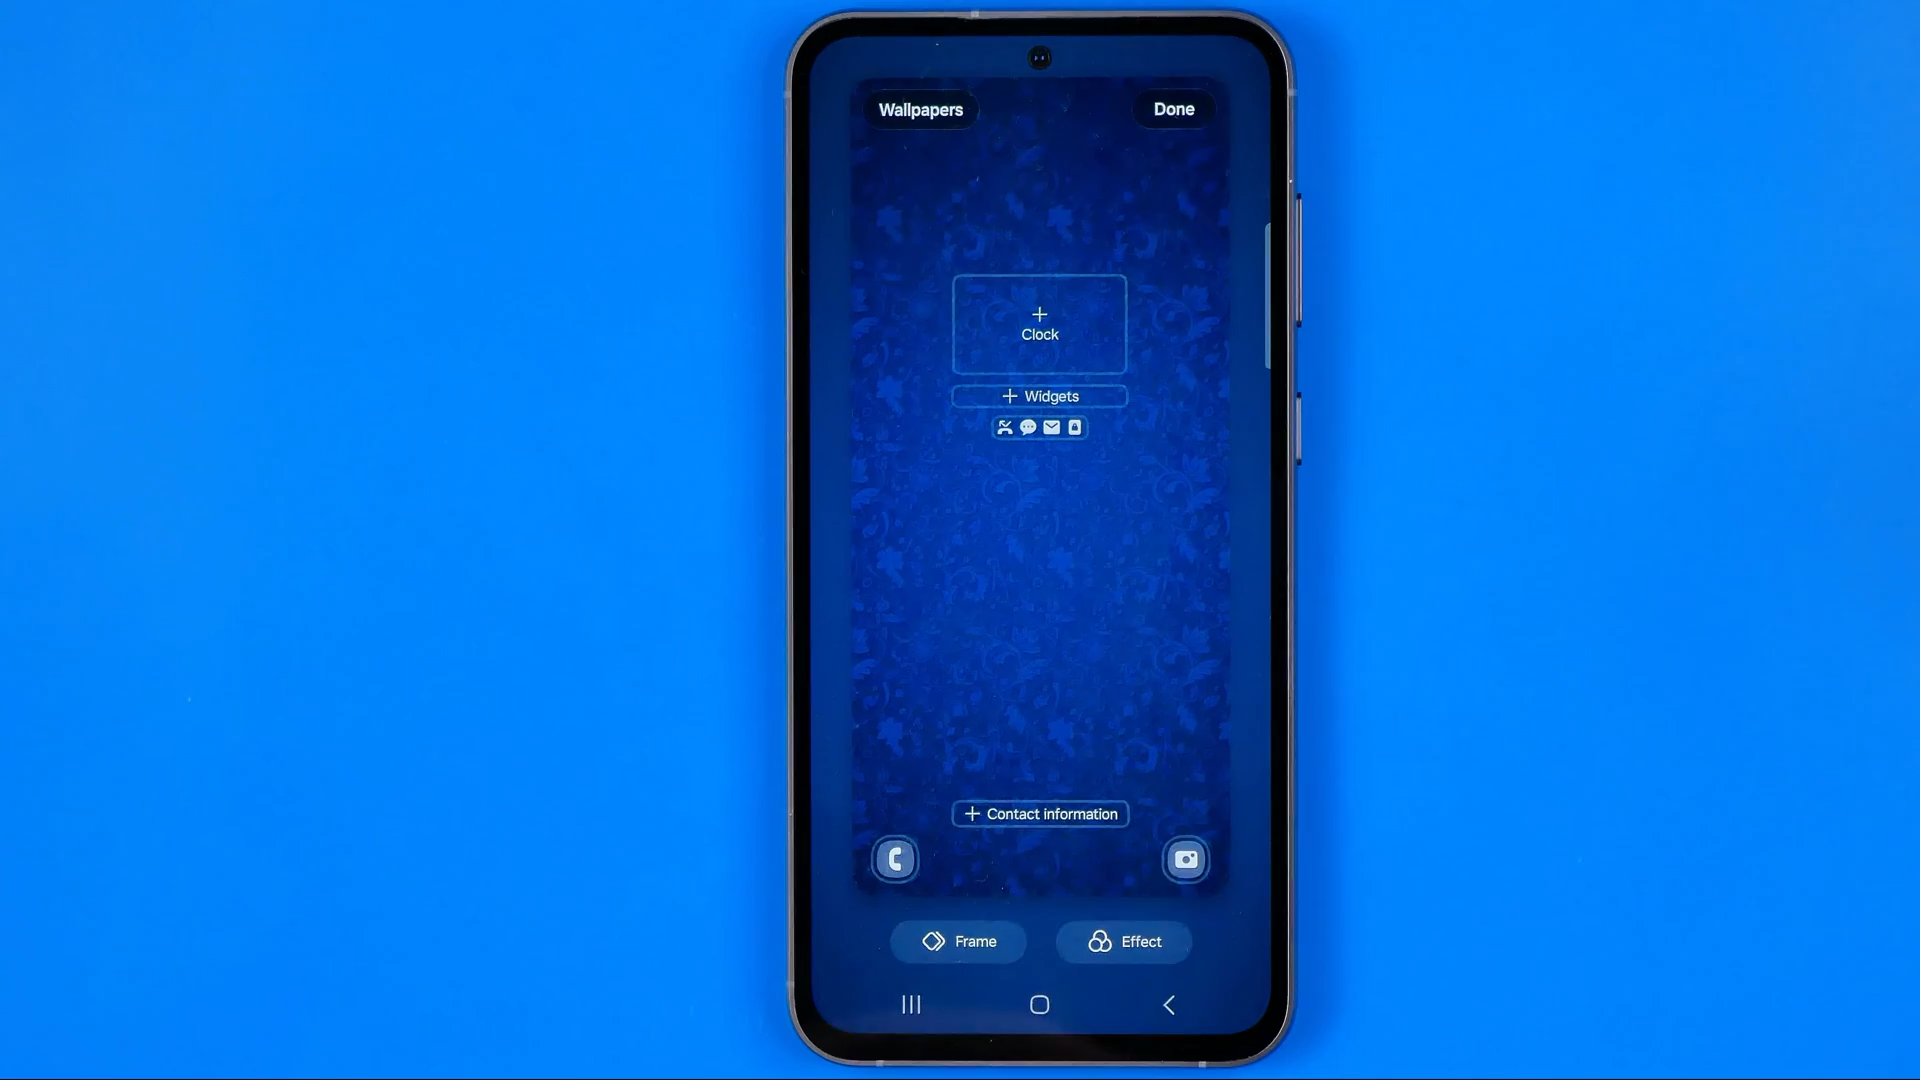 Wallpapers
Done
+
Clock
+ Widgets
+ Contact information
Frame
Effect